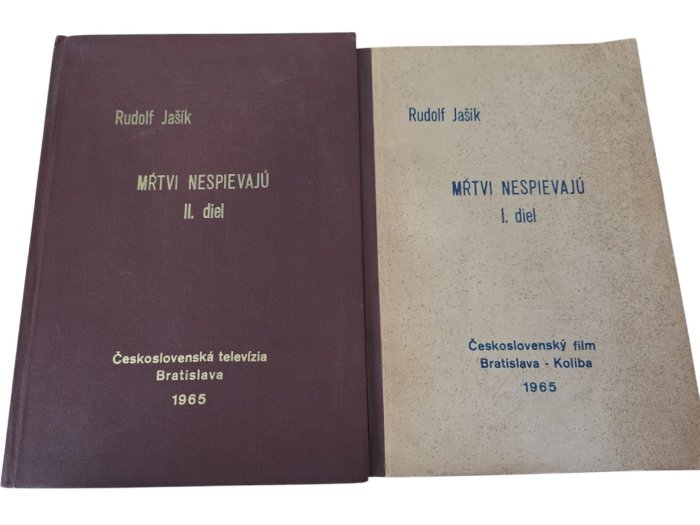 Rudolf Jašík
MŔTVI NESPIEVAJÚ
II. diel
Československá televízia
Bratislava
1965
Rudolf Jašík
MŔTVI NESPIEVAJÚ
I. diel
Československý film
Bratislava - Koliba
1965